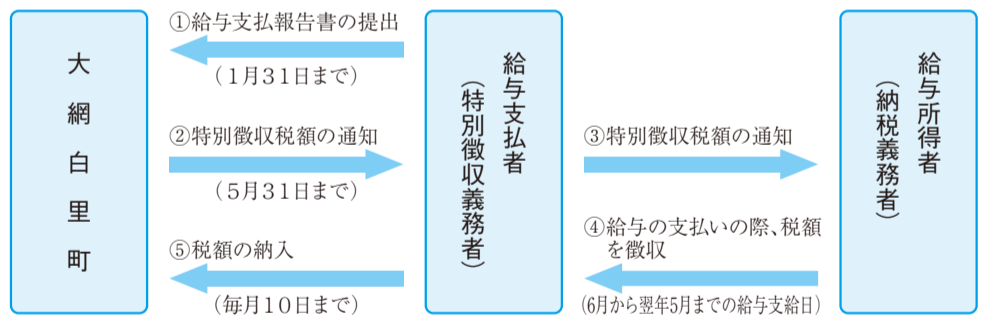 大網白里町
①給与支払報告書の提出
（1月31日まで）
②特別徴収税額の通知
（5月31日まで）
⑤税額の納入
（毎月10日まで）
給与支払者
（特別徴収義務者）
③特別徴収税額の通知
④給与の支払いの際、税額
を徴収
（6月から翌年5月までの給与支給日）
給与所得者
（納税義務者）